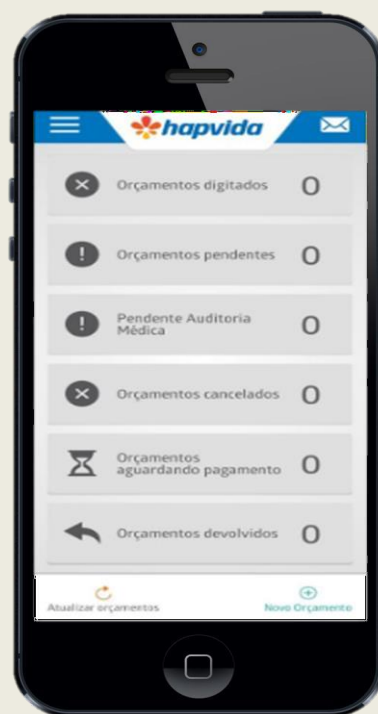 hapvida
Orçamentos digitados 0
Orçamentos pendentes 0
Pendente Auditoria
Médica 0
Orçamentos cancelados 0
Orçamentos
aguardando pagamento 0
Orçamentos devolvidos 0
Atualizar orçamentos
Novo Orçamento